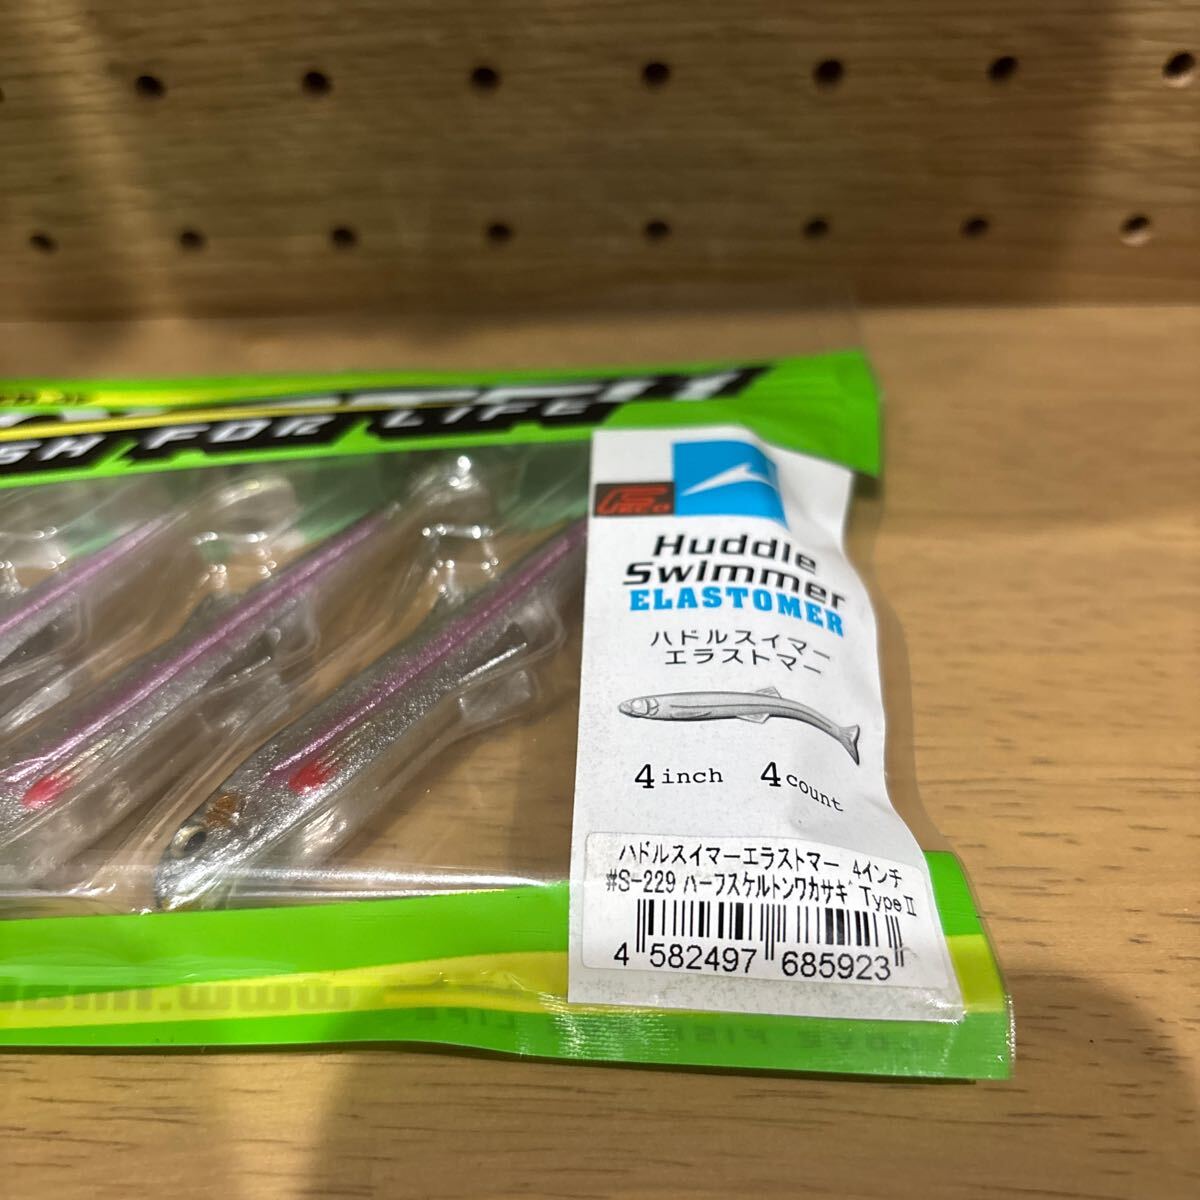 SH FOR LIFE
Huddle
Swimmer
ELASTOMER
ハドルスイマー
エラストマー
4 inch 4 count
ハドルスイマーエラストマー 4インチ
#S-229 ハーフスケルトンワカサギ TypeⅡ
4 582497 685923